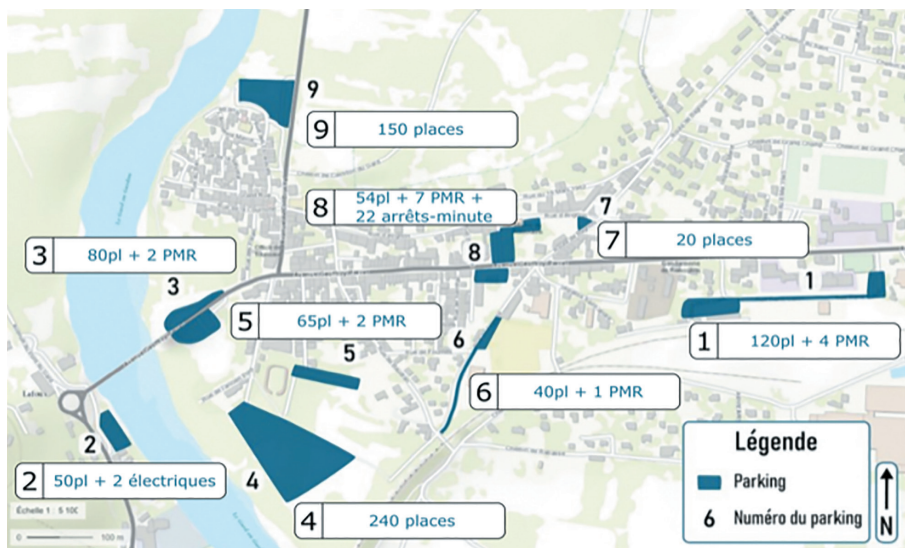 9
9 150 places
8 54pl + 7 PMR +
22 arrêts-minute
7
7 20 places
8
3 80pl + 2 PMR
3
1
1 120pl + 4 PMR
5 65pl + 2 PMR
5
6
6 40pl + 1 PMR
2
2 50pl + 2 électriques
4
4 240 places
Légende
Parking
6 Numéro du parking
N
Échelle 1 : 5 100
0 100 m